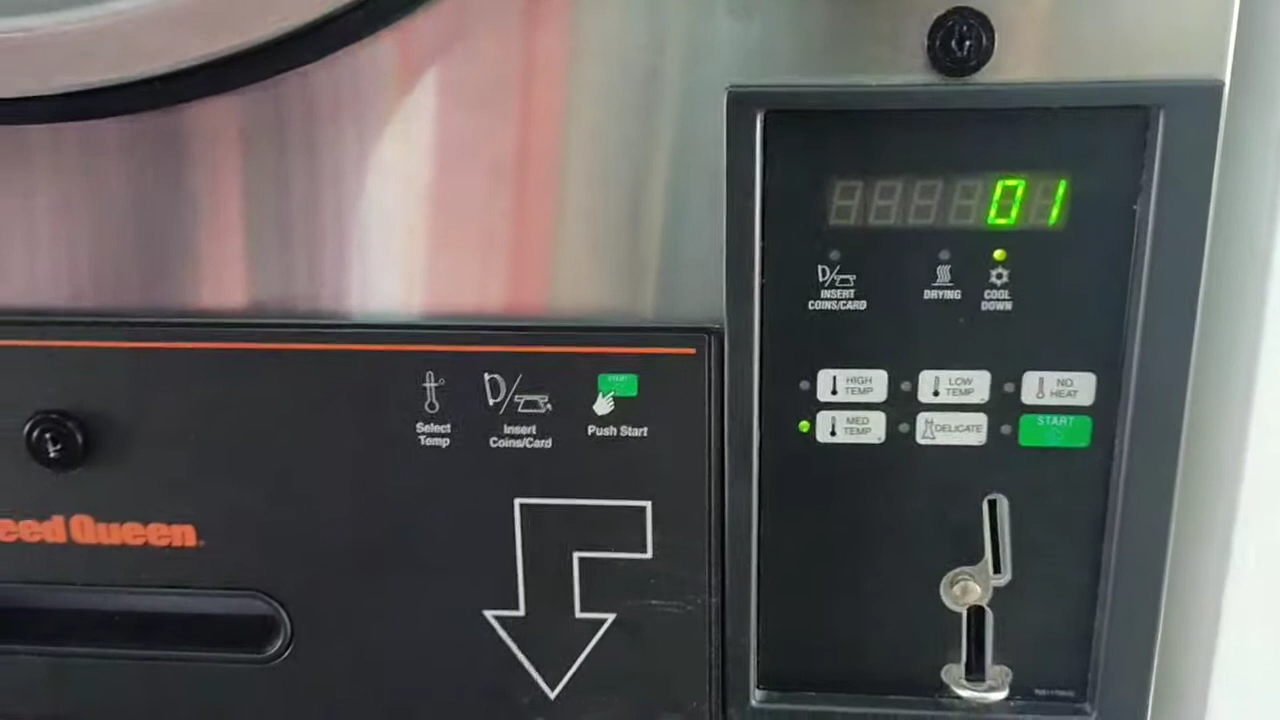 01
INSERT
COINS/CARD
DRYING
COOL
DOWN
HIGH
TEMP
LOW
TEMP
NO
HEAT
MED
TEMP
DELICATE
START
START
Select
Temp
Insert
Coins/Card
Push Start
eed Queen